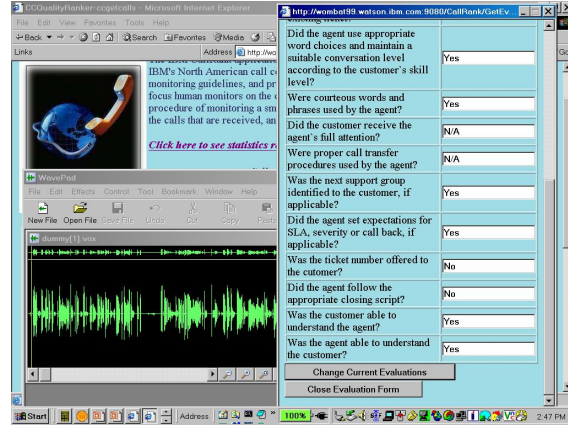 CCQualityRanker-ccgetcalls - Microsoft Internet Explorer
File Edit View Favorites Tools Help
Back Search Favorites Media
Links Address http://wo
IBM's North American call c
monitoring guidelines, and pr
focus human monitors on the c
procedure of monitoring a sm
the calls that are received, an
Click here to see statistics r
WavePad
File Edit Effects Control Tool Bookmark Window Help
New File Open File Save File Undo Cut Copy Paste
dummy[1].vox
http://wombat99.watson.ibm.com:9080/CallRank/GetEv...
Did the agent use appropriate
word choices and maintain a
suitable conversation level
according to the customer's skill
level?
Yes
Were courteous words and
phrases used by the agent?
Yes
Did the customer receive the
agent's full attention?
N/A
Were proper call transfer
procedures used by the agent?
N/A
Was the next support group
identified to the customer, if
applicable?
Yes
Did the agent set expectations for
SLA, severity or call back, if
applicable?
Yes
Was the ticket number offered to
the cutomer?
No
Did the agent follow the
appropriate closing script?
No
Was the customer able to
understand the agent?
Yes
Was the agent able to understand
the customer?
Yes
Change Current Evaluations
Close Evaluation Form
Start Address 100% 2:47 PM